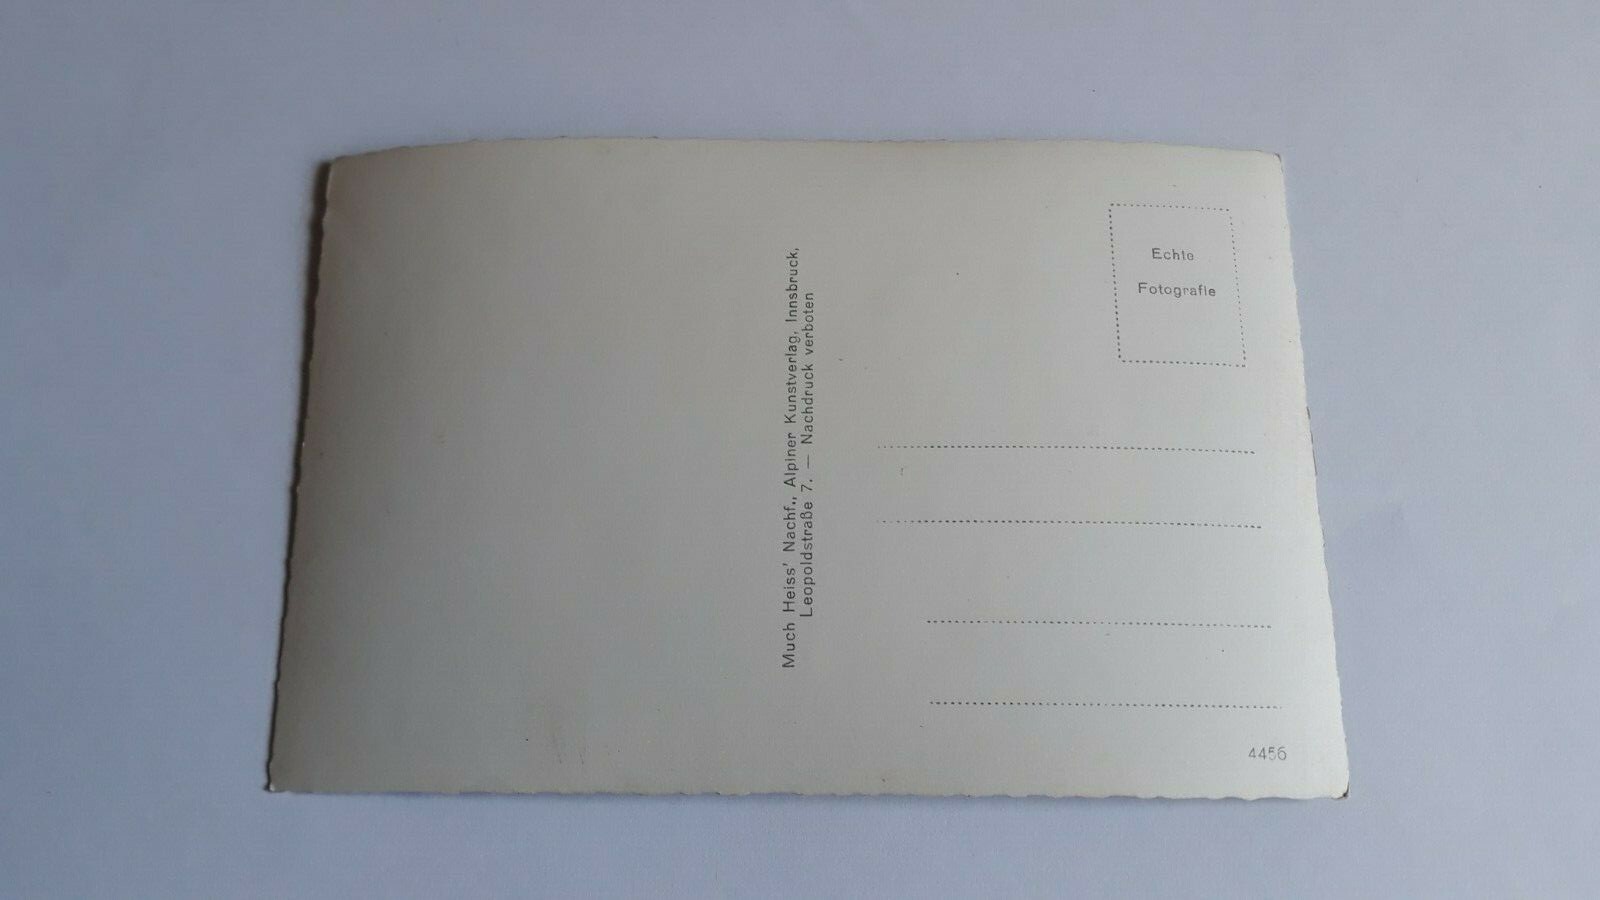 Much Heiss' Nachf., Alpiner Kunstverlag, Innsbruck,
Leopoldstraße 7. — Nachdruck verboten
Echte
Fotografie
4456